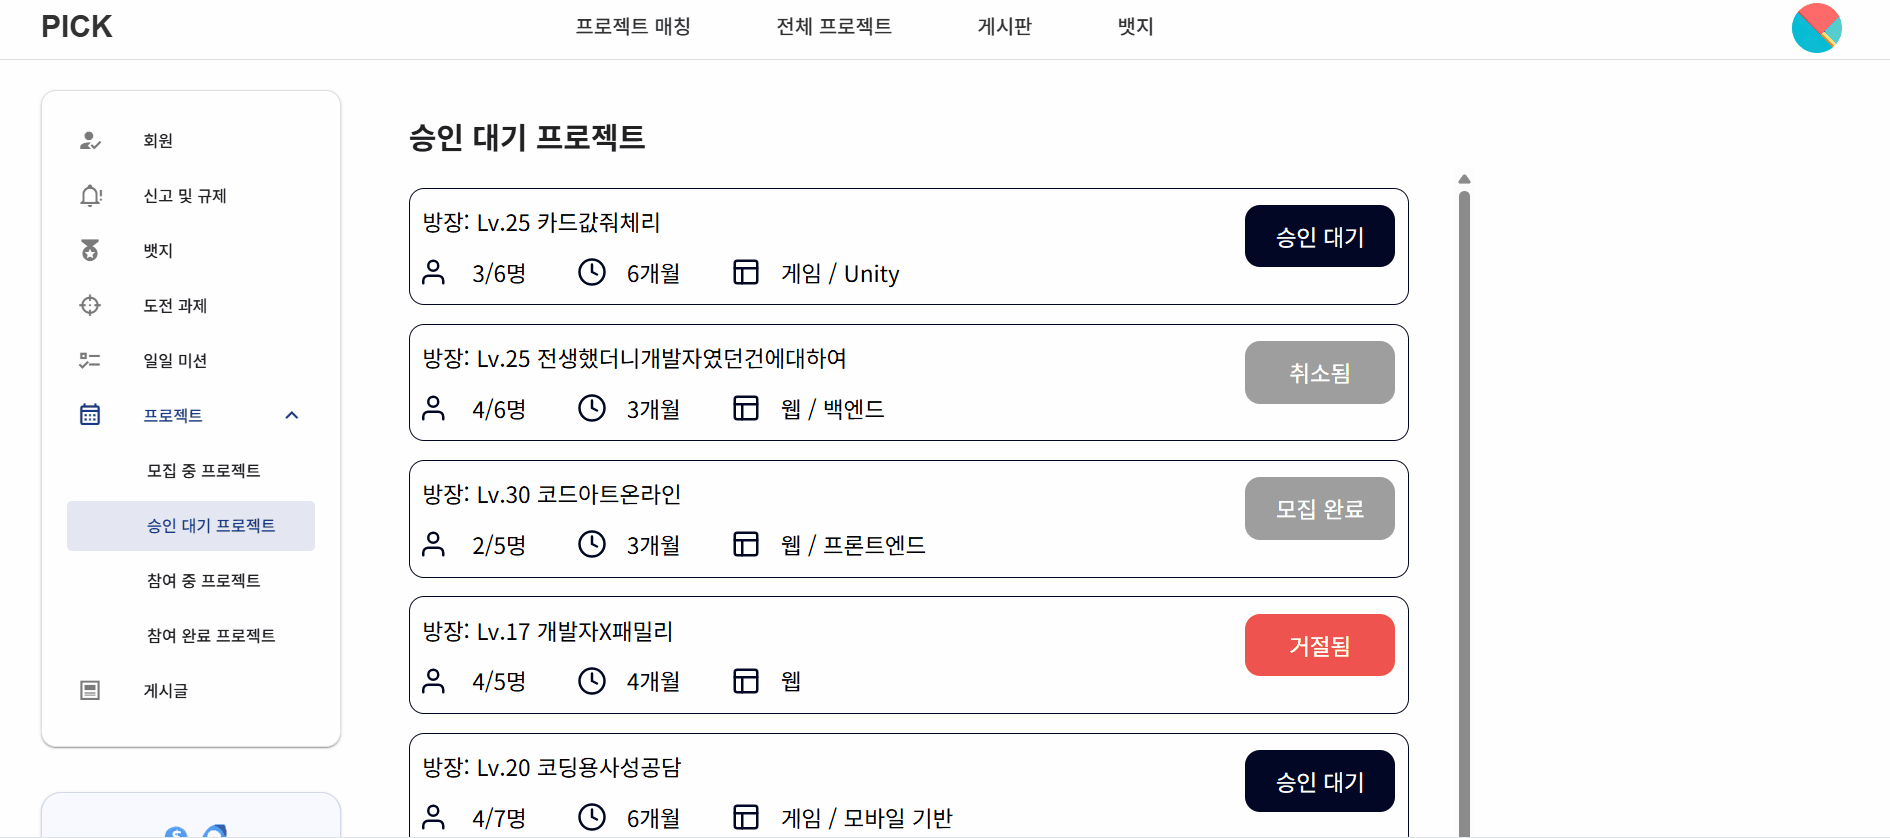 PICK
프로젝트 매칭
전체 프로젝트
게시판
뱃지
회원
신고 및 규제
뱃지
도전 과제
일일 미션
프로젝트
모집 중 프로젝트
승인 대기 프로젝트
참여 중 프로젝트
참여 완료 프로젝트
게시글
승인 대기 프로젝트
방장: Lv.25 카드값줘체리
승인 대기
3/6명 6개월 게임 / Unity
방장: Lv.25 전생했더니개발자였던건에대하여
취소됨
4/6명 3개월 웹 / 백엔드
방장: Lv.30 코드아트온라인
모집 완료
2/5명 3개월 웹 / 프론트엔드
방장: Lv.17 개발자X패밀리
거절됨
4/5명 4개월 웹
방장: Lv.20 코딩용사성공담
승인 대기
4/7명 6개월 게임 / 모바일 기반